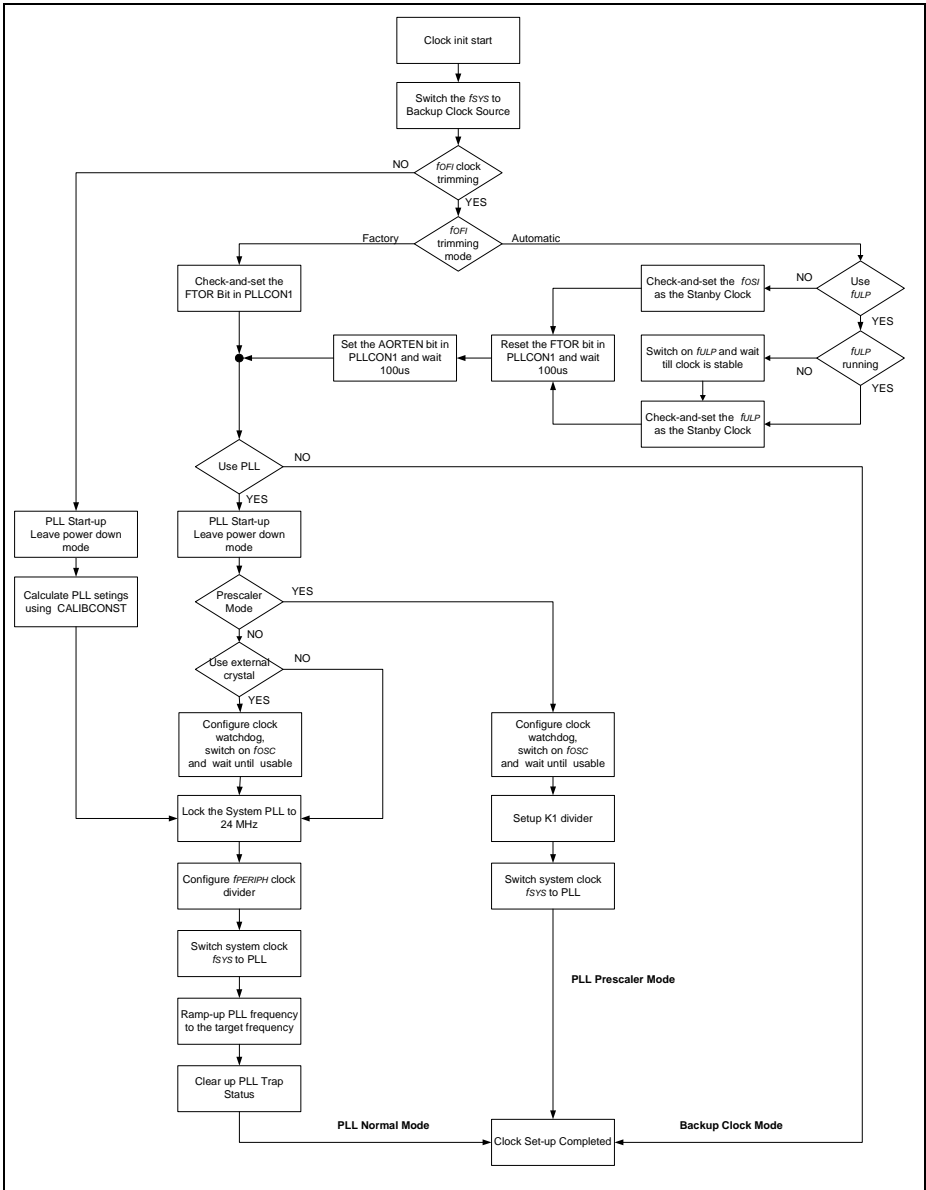 Clock init start
Switch the fSYS to
Backup Clock Source
NO
fOFI clock
trimming
YES
fOFI
trimming
mode
Factory
Automatic
Check-and-set the
FTOR Bit in PLLCON1
Check-and-set the fOSI
as the Stanby Clock
NO
Use
fULP
YES
Set the AORTEN bit in
PLLCON1 and wait
100us
Reset the FTOR bit in
PLLCON1 and wait
100us
Switch on fULP and wait
till clock is stable
NO
fULP
running
YES
Check-and-set the fULP
as the Stanby Clock
Use PLL
NO
YES
PLL Start-up
Leave power down
mode
PLL Start-up
Leave power down
mode
Calculate PLL setings
using CALIBCONST
Prescaler
Mode
YES
NO
Use external
crystal
NO
YES
Configure clock
watchdog,
switch on fOSC
and wait until usable
Configure clock
watchdog,
switch on fOSC
and wait until usable
Lock the System PLL to
24 MHz
Setup K1 divider
Configure fPERIPH clock
divider
Switch system clock
fSYS to PLL
Switch system clock
fSYS to PLL
PLL Prescaler Mode
Ramp-up PLL frequency
to the target frequency
Clear up PLL Trap
Status
PLL Normal Mode
Backup Clock Mode
Clock Set-up Completed